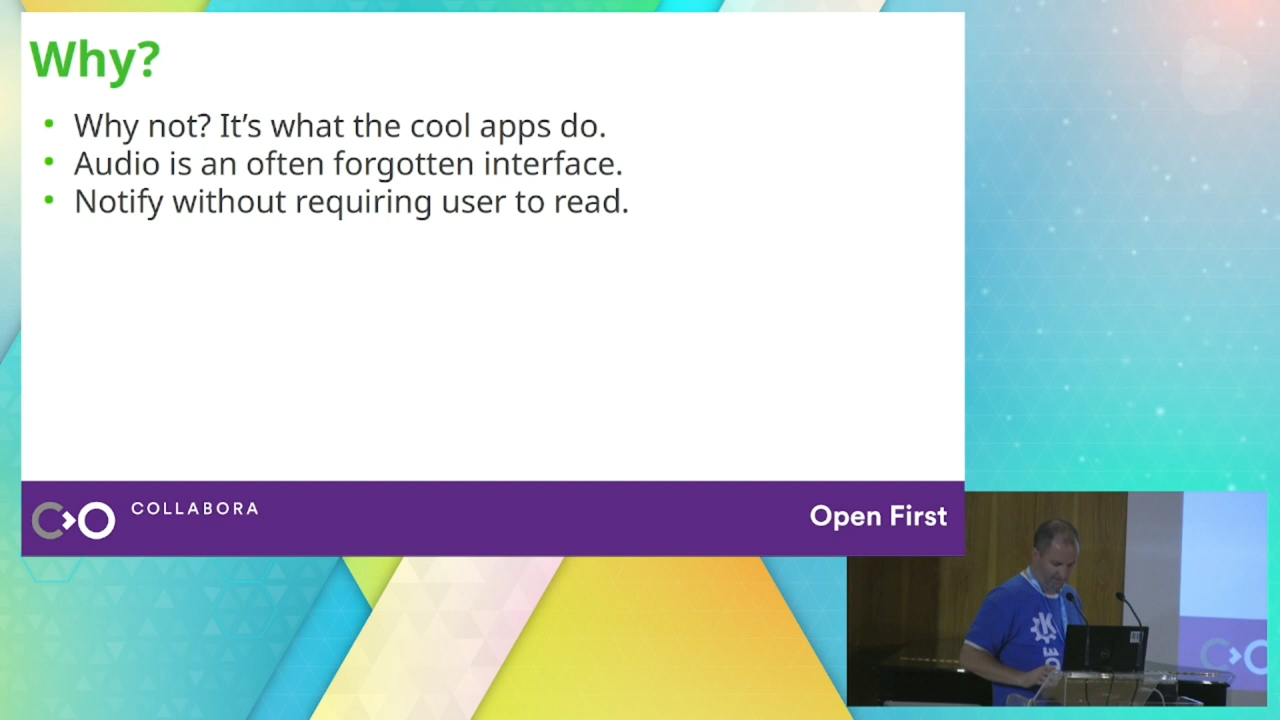 Why?
• Why not? It’s what the cool apps do.
• Audio is an often forgotten interface.
• Notify without requiring user to read.
COLLABORA
Open First